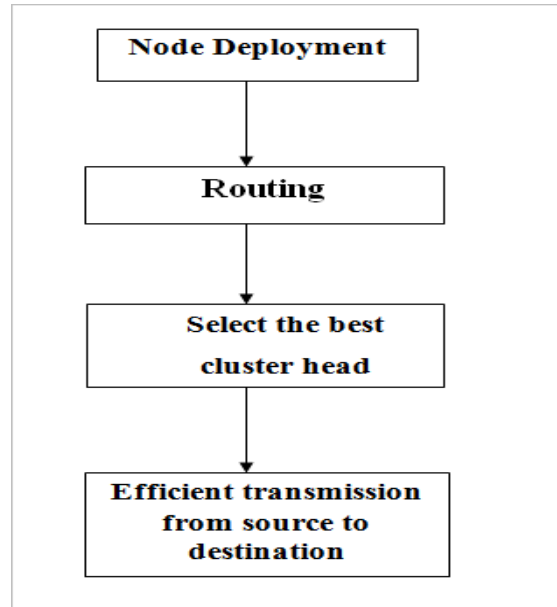 Node Deployment
Routing
Select the best
cluster head
Efficient transmission
from source to
destination